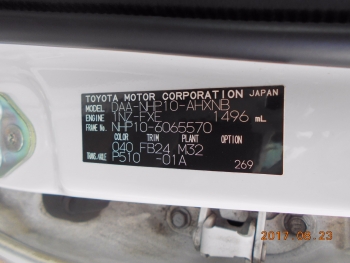 TOYOTA MOTOR CORPORATION JAPAN
MODEL DAA-NHP10-AHXNB
ENGINE 1NZ-FXE 1496 mL
FRAME No. NHP10-6065570
COLOR TRIM PLANT OPTION
040 FB24 M32
TRANS./AXLE P510 -01A
269
2017 06 23